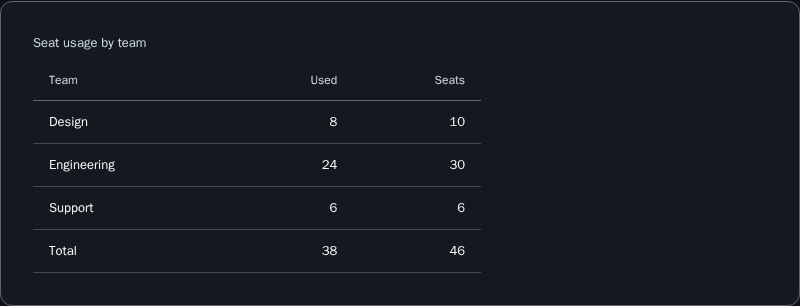 Seat usage by team
Team Used Seats
Design 8 10
Engineering 24 30
Support 6 6
Total 38 46